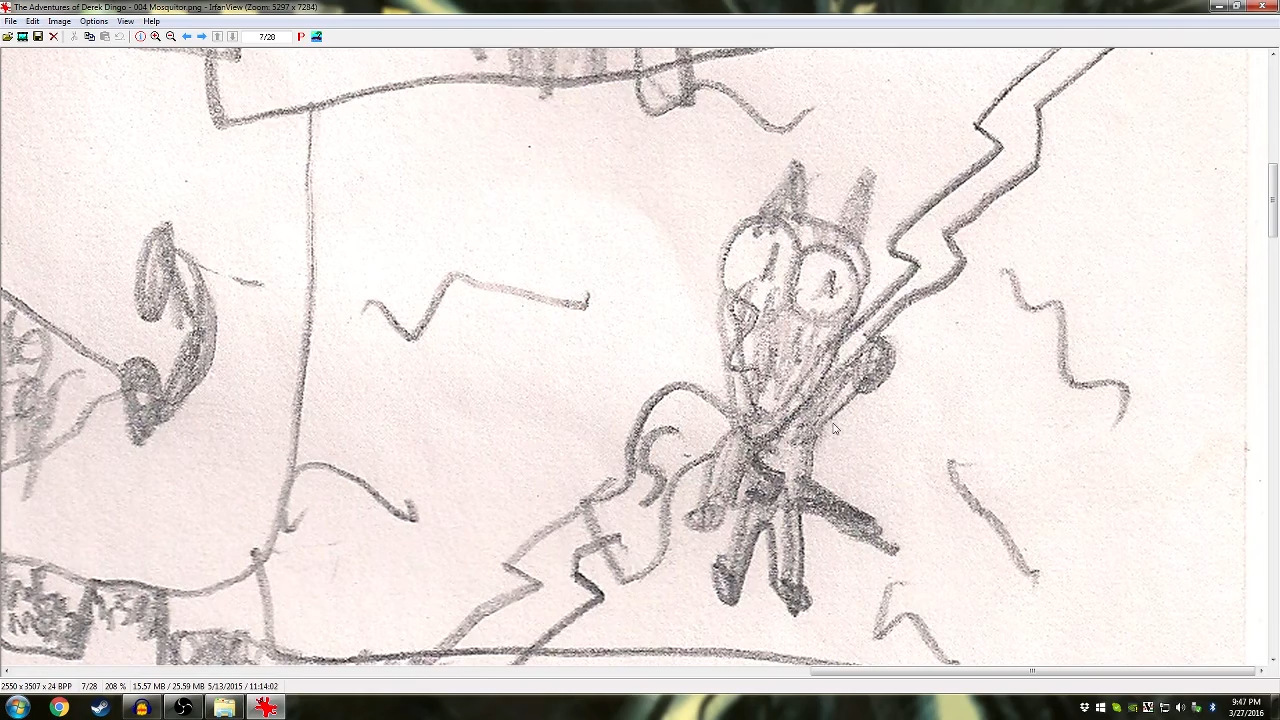 The Adventures of Derek Dingo - 004 Mosquitor.png - IrfanView (Zoom: 5297 x 7284)
File Edit Image Options View Help
7/28
2550 x 3507 x 24 BPP 7/28 208 % 15.57 MB / 25.59 MB 5/13/2015 / 11:14:02
9:47 PM
3/27/2016